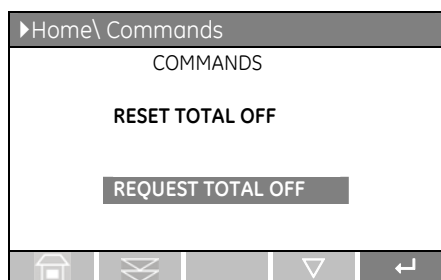 Home\ Commands
COMMANDS
RESET TOTAL OFF
REQUEST TOTAL OFF